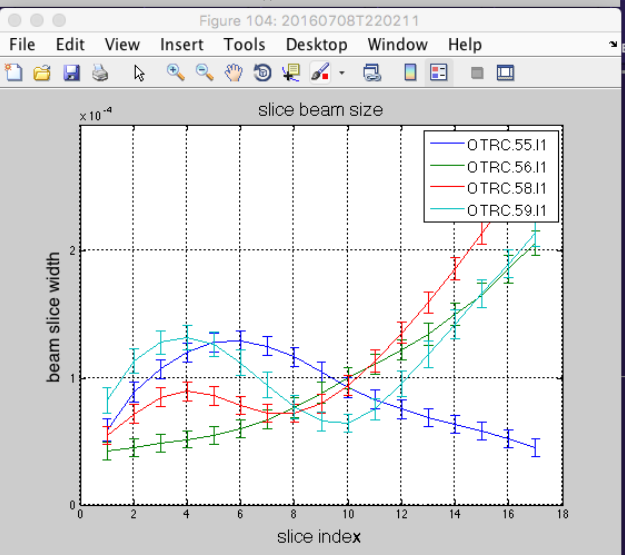 Figure 104: 20160708T220211
File Edit View Insert Tools Desktop Window Help
slice beam size
×10⁻⁴
OTRC.55.I1
OTRC.56.I1
OTRC.58.I1
OTRC.59.I1
2
beam slice width
1
0
0 2 4 6 8 10 12 14 16 18
slice index